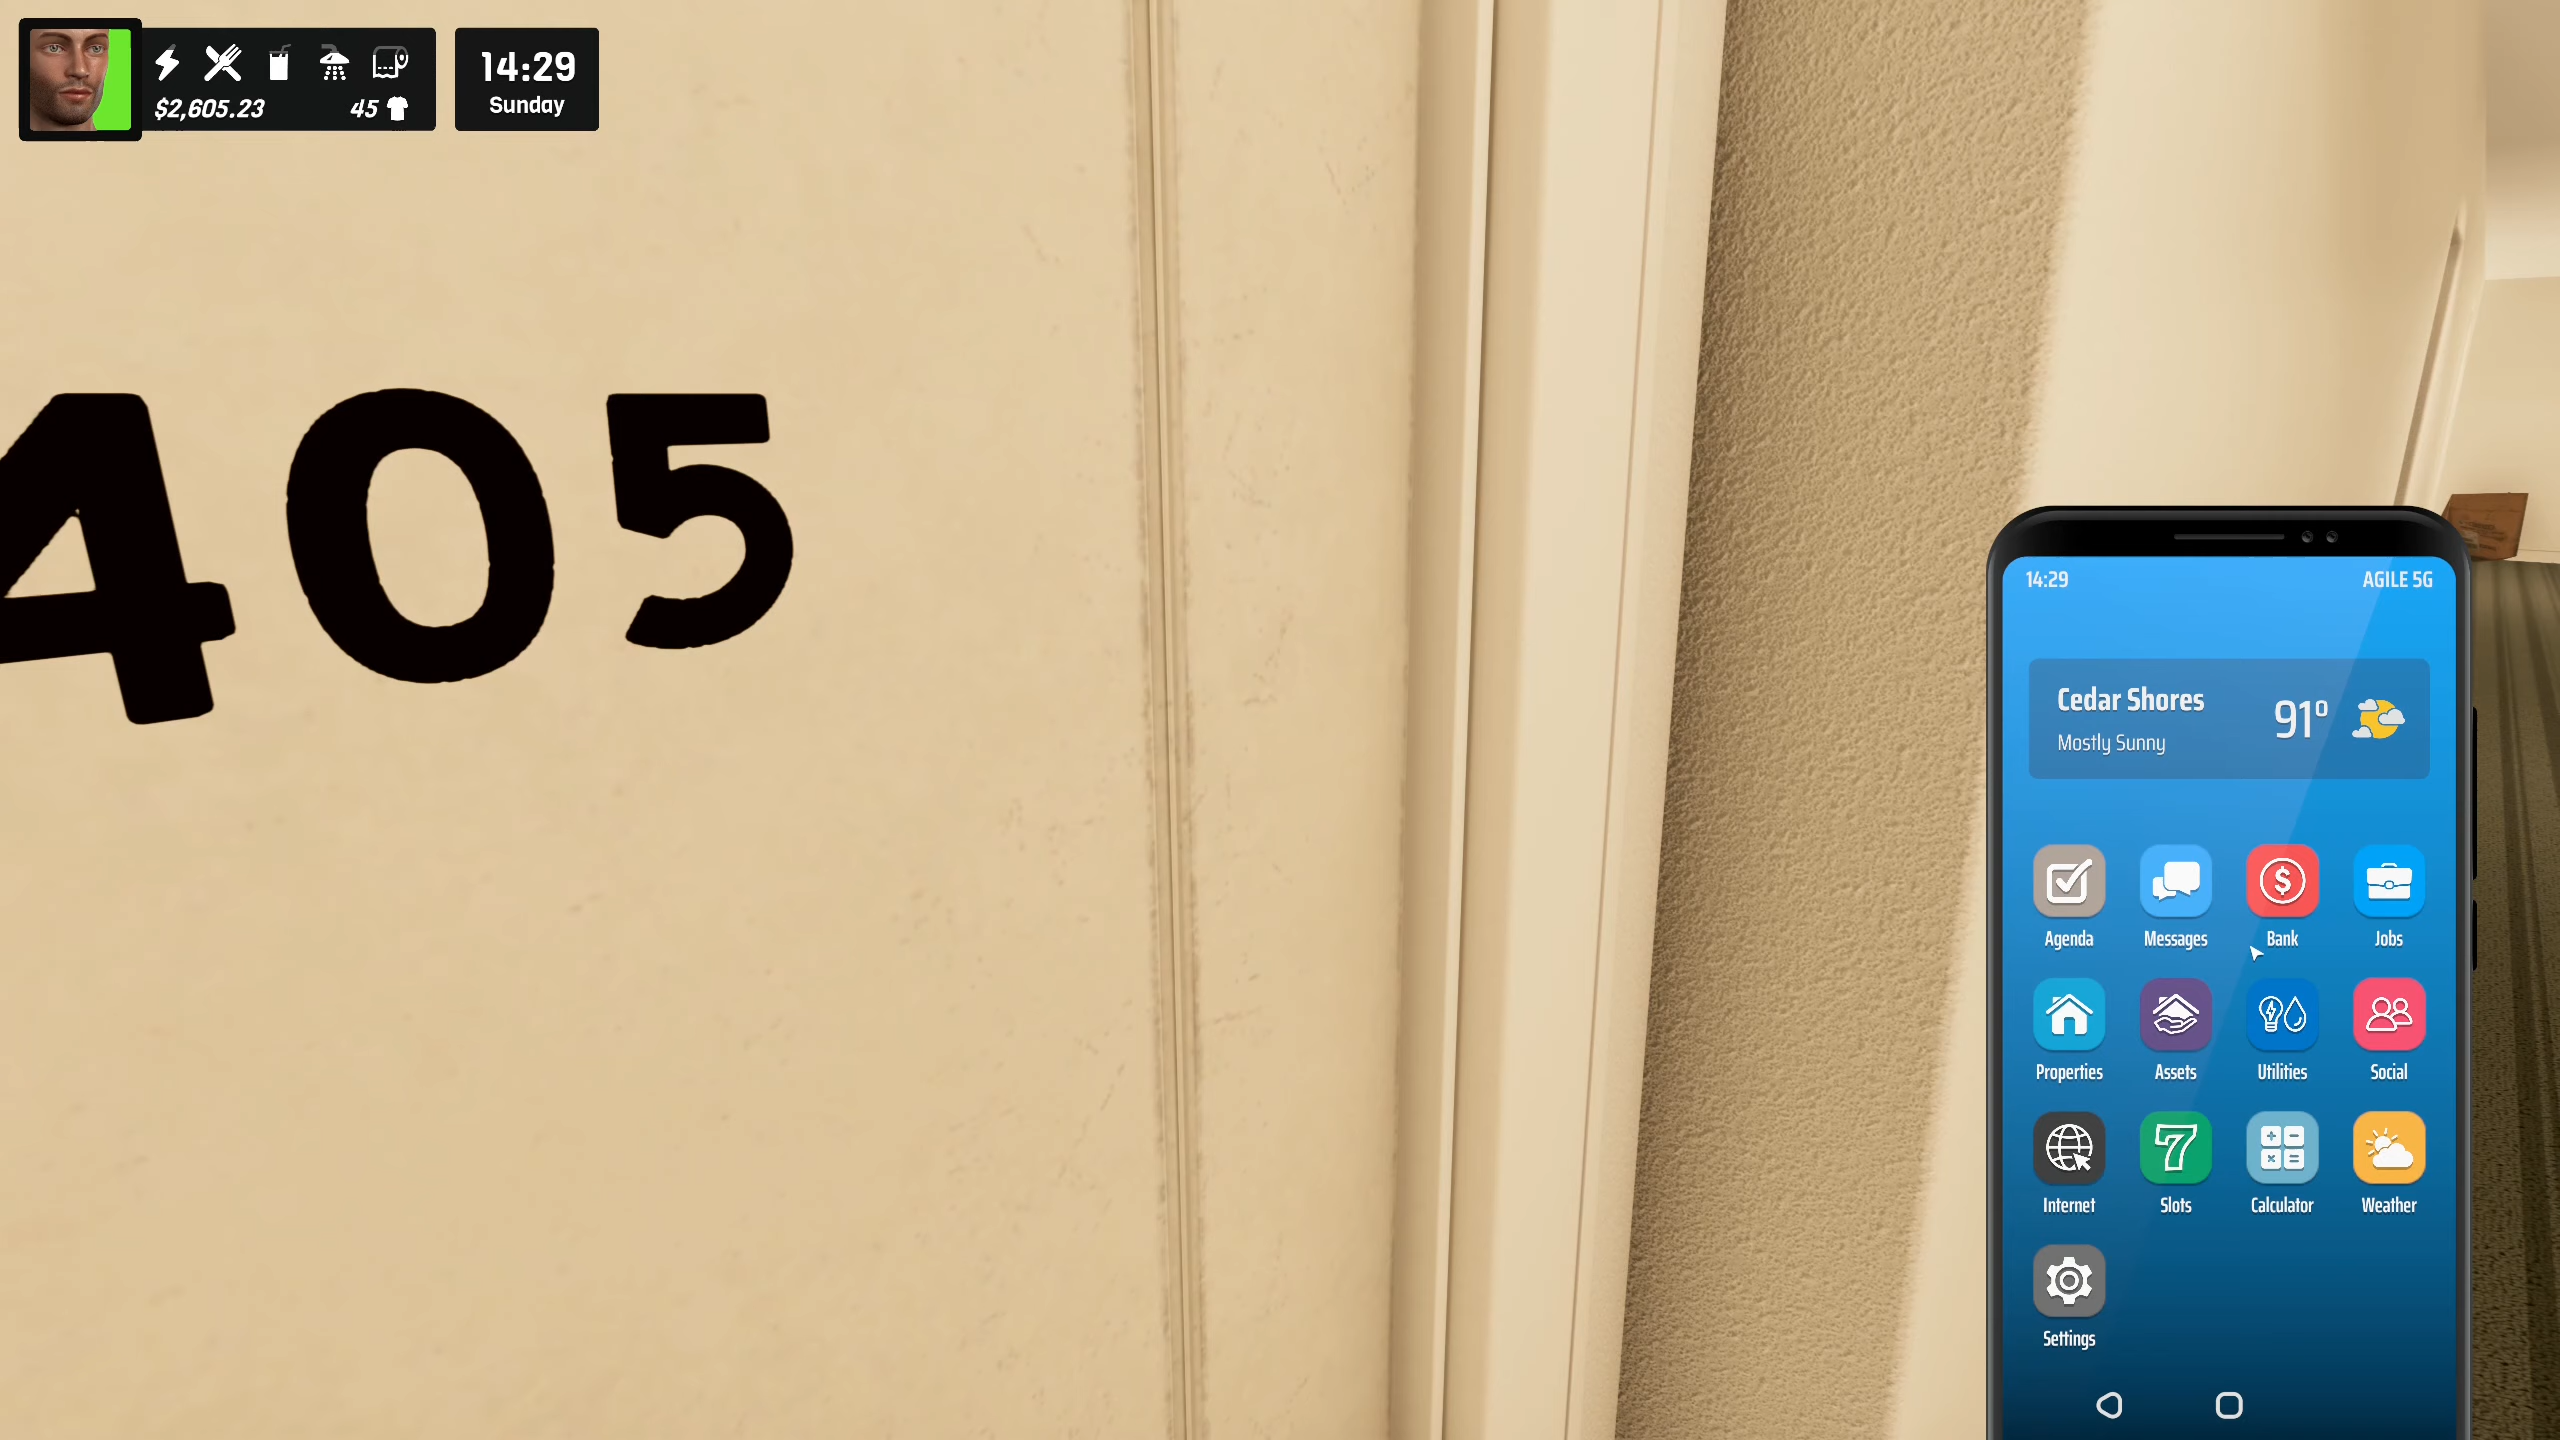 $2,605.23 45
14:29
Sunday
405
14:29 AGILE 5G
Cedar Shores
Mostly Sunny
91°
Agenda Messages Bank Jobs
Properties Assets Utilities Social
7
Internet Slots Calculator Weather
Settings